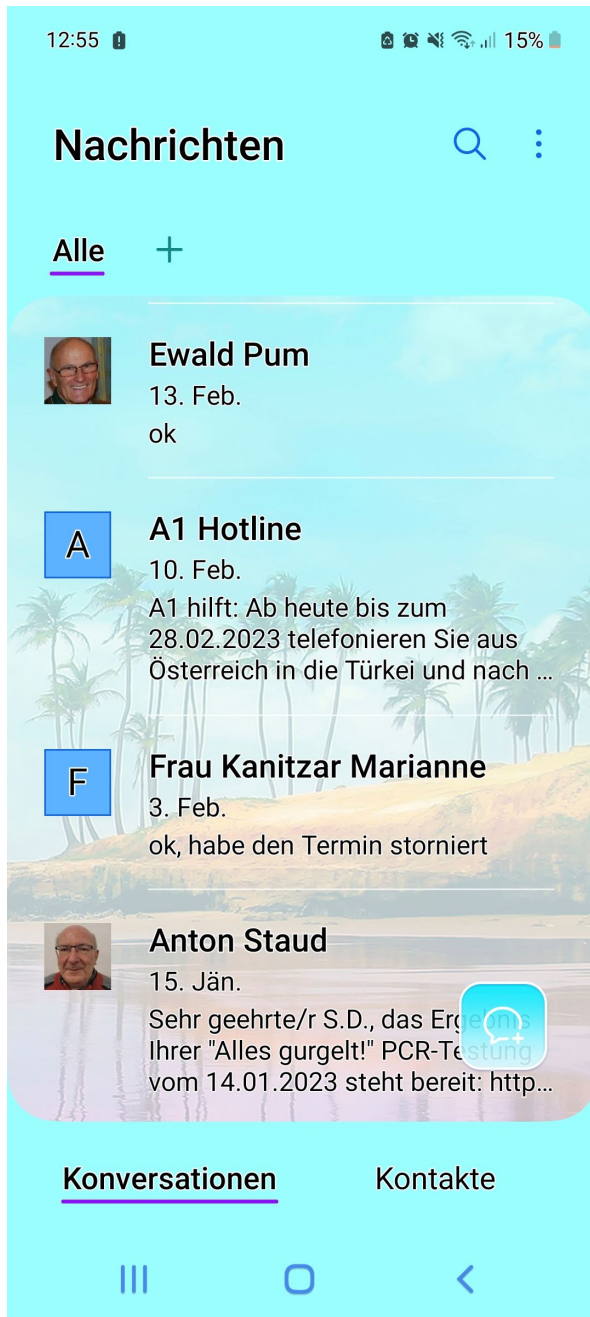 12:55 15%
Nachrichten
Alle
Ewald Pum
13. Feb.
ok
A
A1 Hotline
10. Feb.
A1 hilft: Ab heute bis zum
28.02.2023 telefonieren Sie aus
Österreich in die Türkei und nach ...
F
Frau Kanitzar Marianne
3. Feb.
ok, habe den Termin storniert
Anton Staud
15. Jän.
Sehr geehrte/r S.D., das Ergebnis
Ihrer "Alles gurgelt!" PCR-Testung
vom 14.01.2023 steht bereit: http...
Konversationen Kontakte